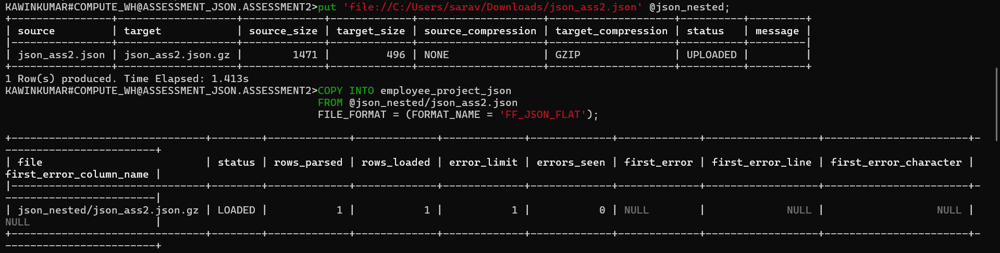 KAWINKUMAR#COMPUTE_WH@ASSESSMENT_JSON.ASSESSMENT2>put 'file://C:/Users/sarav/Downloads/json_ass2.json' @json_nested;
+----------------+-------------------+-------------+-------------+--------------------+--------------------+----------+---------+
| source         | target            | source_size | target_size | source_compression | target_compression | status   | message |
|----------------+-------------------+-------------+-------------+--------------------+--------------------+----------+---------|
| json_ass2.json | json_ass2.json.gz |        1471 |         496 | NONE               | GZIP               | UPLOADED |         |
+----------------+-------------------+-------------+-------------+--------------------+--------------------+----------+---------+
1 Row(s) produced. Time Elapsed: 1.413s
KAWINKUMAR#COMPUTE_WH@ASSESSMENT_JSON.ASSESSMENT2>COPY INTO employee_project_json
                                                  FROM @json_nested/json_ass2.json
                                                  FILE_FORMAT = (FORMAT_NAME = 'FF_JSON_FLAT');
+-------------------------------+--------+-------------+-------------+-------------+-------------+-------------+------------------+-----------------------+-
------------------------+
| file                          | status | rows_parsed | rows_loaded | error_limit | errors_seen | first_error | first_error_line | first_error_character |
first_error_column_name |
|-------------------------------+--------+-------------+-------------+-------------+-------------+-------------+------------------+-----------------------+-
------------------------|
| json_nested/json_ass2.json.gz | LOADED |           1 |           1 |           1 |           0 | NULL        |             NULL |                  NULL |
NULL                    |
+-------------------------------+--------+-------------+-------------+-------------+-------------+-------------+------------------+-----------------------+-
------------------------+